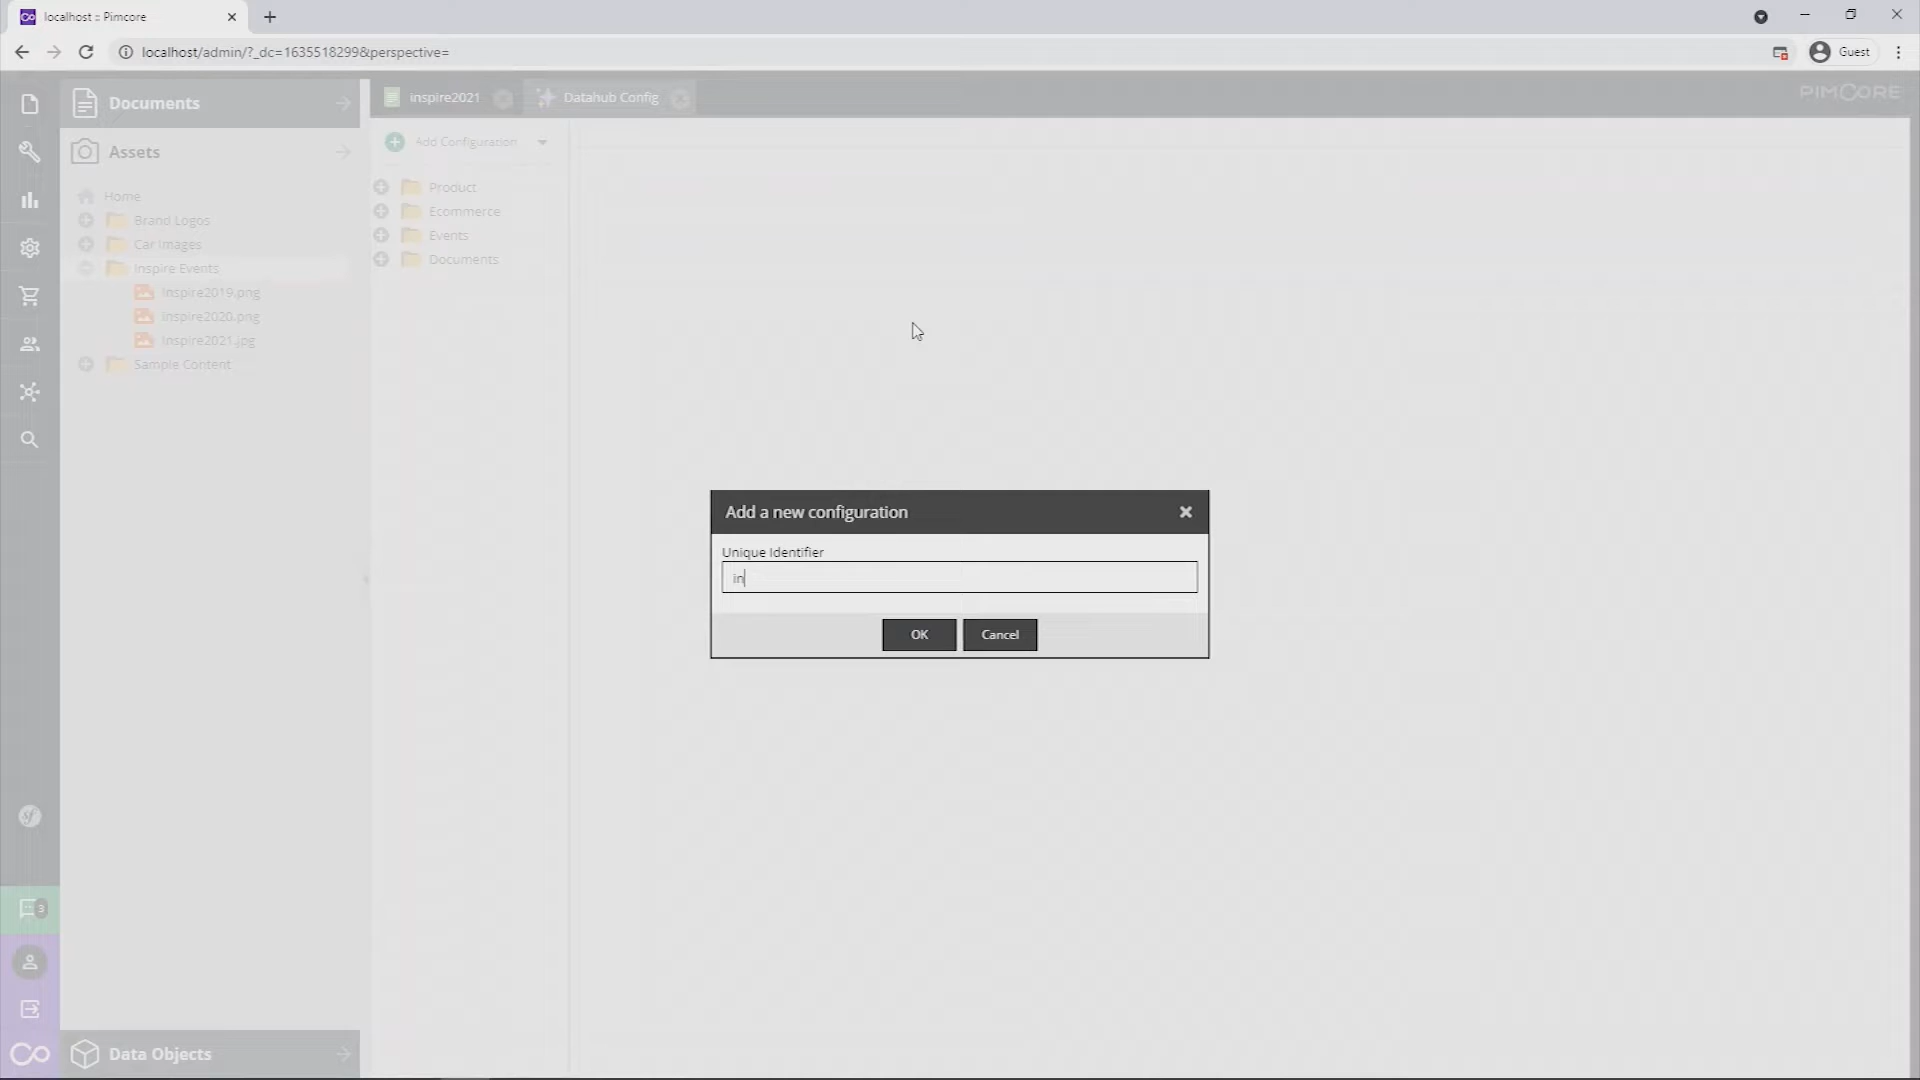 localhost :: Pimcore
localhost/admin/?_dc=1635518299&perspective=
Guest
Documents
inspire2021
Datahub Config
PIMCORE
Assets
Add Configuration
Home
Brand Logos
Car Images
Inspire Events
Inspire2019.png
Inspire2020.png
Inspire2021.jpg
Sample Content
Product
Ecommerce
Events
Documents
Add a new configuration
Unique Identifier
in
OK
Cancel
sf
3
Data Objects